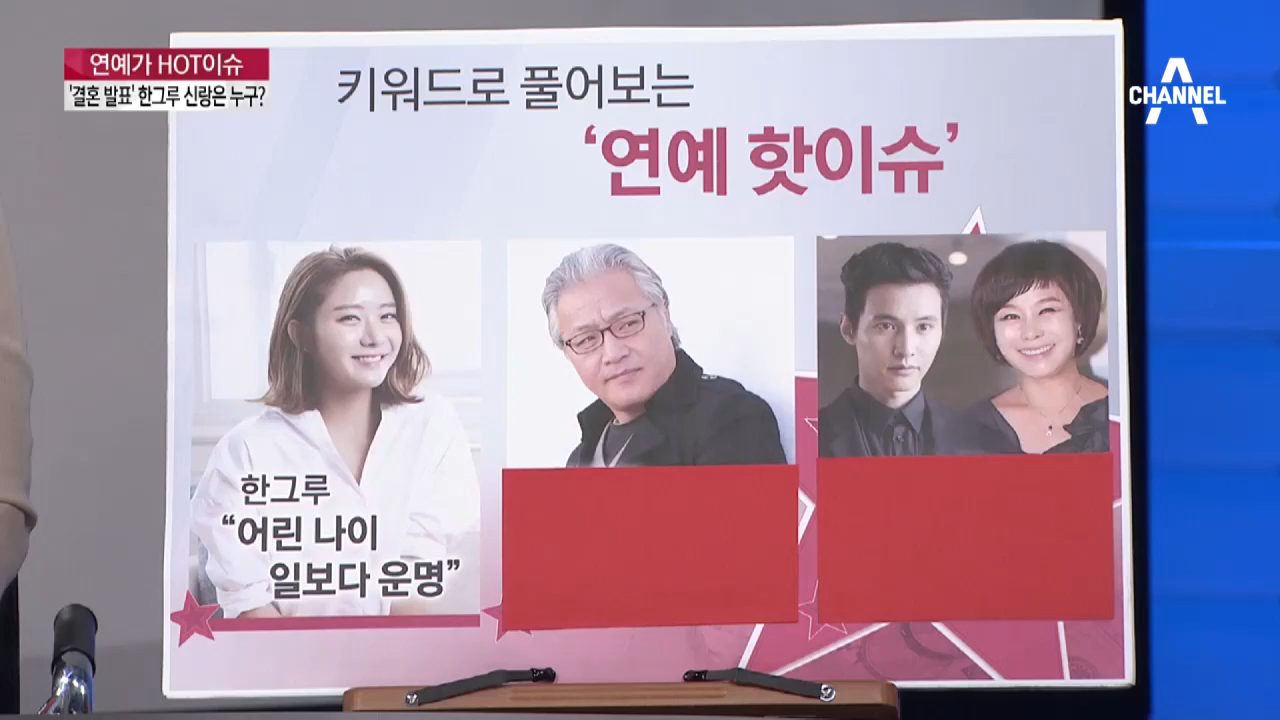 연예가 HOT이슈
'결혼 발표' 한그루 신랑은 누구?
CHANNEL A
키워드로 풀어보는
‘연예 핫이슈’
한그루
“어린 나이
일보다 운명”